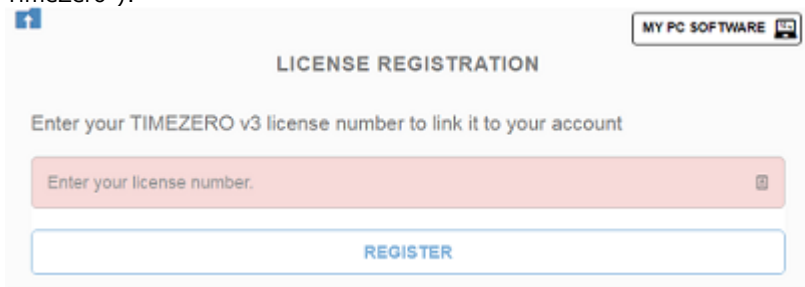 TimeZero").
MY PC SOFTWARE
LICENSE REGISTRATION
Enter your TIMEZERO v3 license number to link it to your account
Enter your license number.
REGISTER